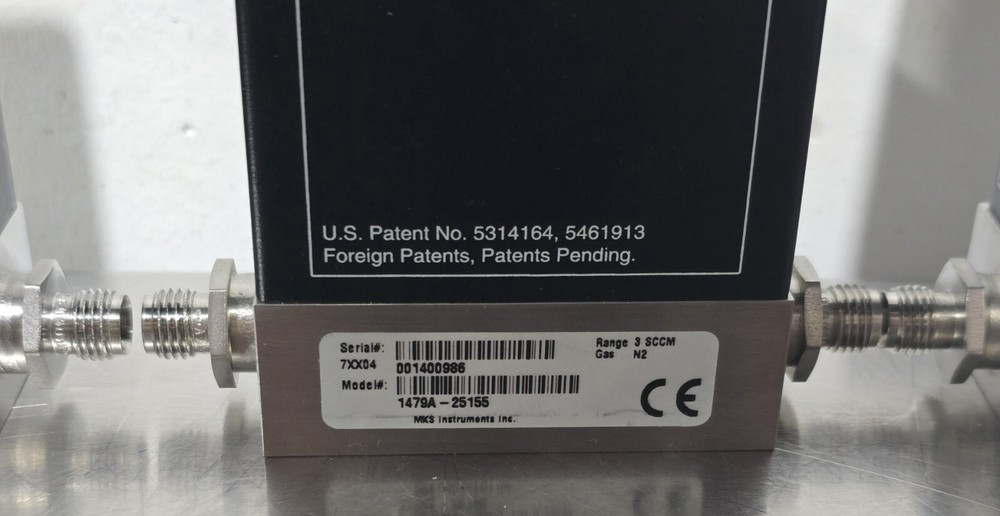 U.S. Patent No. 5314164, 5461913
Foreign Patents, Patents Pending.
Serial#:
7XX04 001400986
Model#:
1479A-25155
MKS Instruments Inc.
Range 3 SCCM
Gas N2
CE